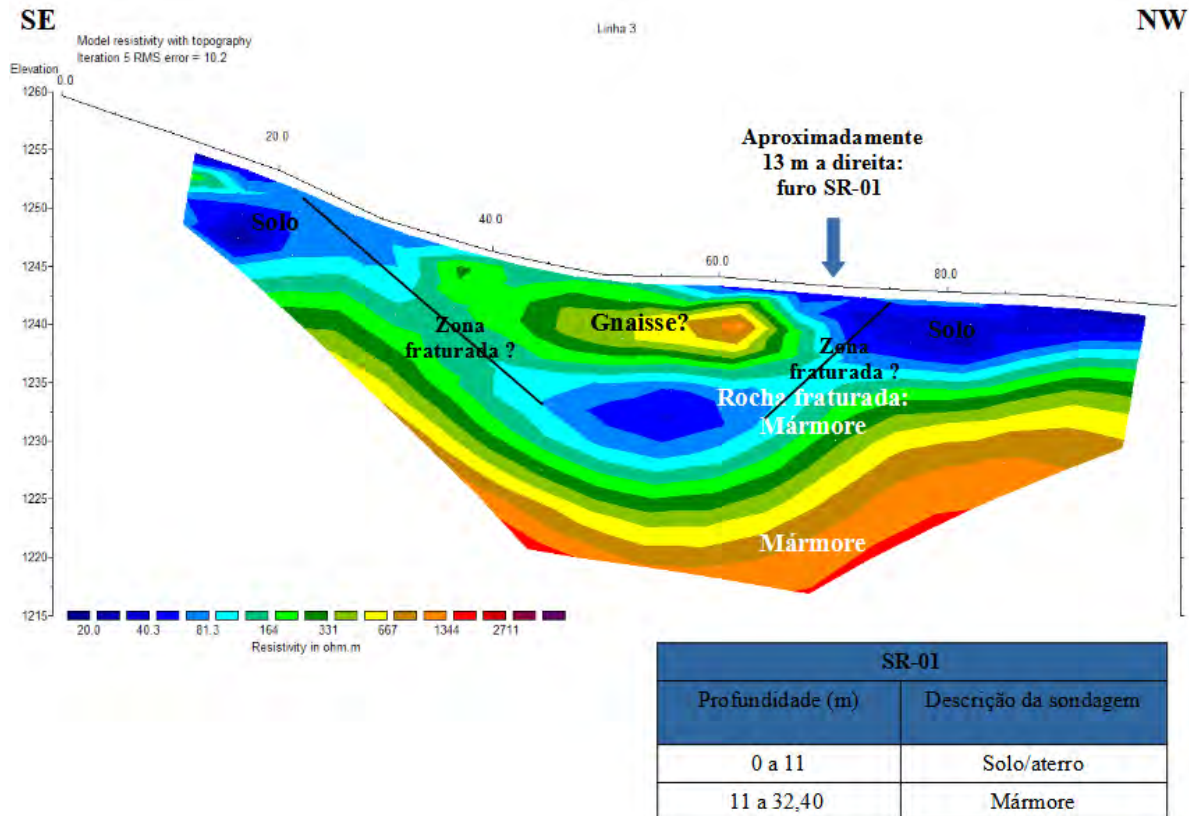 SE
NW
Linha 3
Model resistivity with topography
Iteration 5 RMS error = 10.2
Elevation
0.0
1260
1255
1250
1245
1240
1235
1230
1225
1220
1215
20.0
40.0
60.0
80.0
Aproximadamente
13 m a direita:
furo SR-01
Solo
Gnaisse?
Solo
Zona
fraturada ?
Zona
fraturada ?
Rocha fraturada:
Mármore
Mármore
20.0 40.3 81.3 164 331 667 1344 2711
Resistivity in ohm.m
SR-01
Profundidade (m) Descrição da sondagem
0 a 11 Solo/aterro
11 a 32,40 Mármore